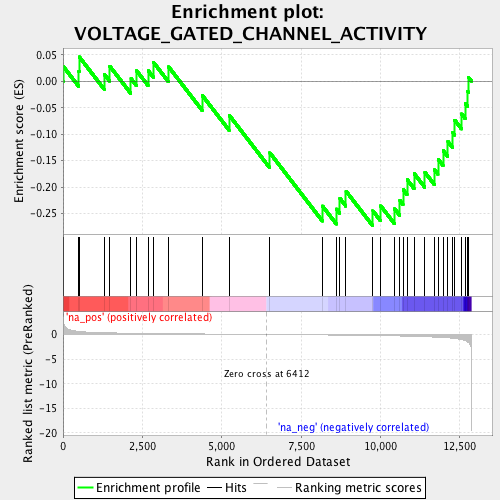 Enrichment plot:
VOLTAGE_GATED_CHANNEL_ACTIVITY
Enrichment score (ES)
0.05
0.00
-0.05
-0.10
-0.15
-0.20
-0.25
'na_pos' (positively correlated)
Ranked list metric (PreRanked)
0
-5
-10
-15
-20
Zero cross at 6412
'na_neg' (negatively correlated)
0
2,500
5,000
7,500
10,000
12,500
Rank in Ordered Dataset
Enrichment profile
Hits
Ranking metric scores